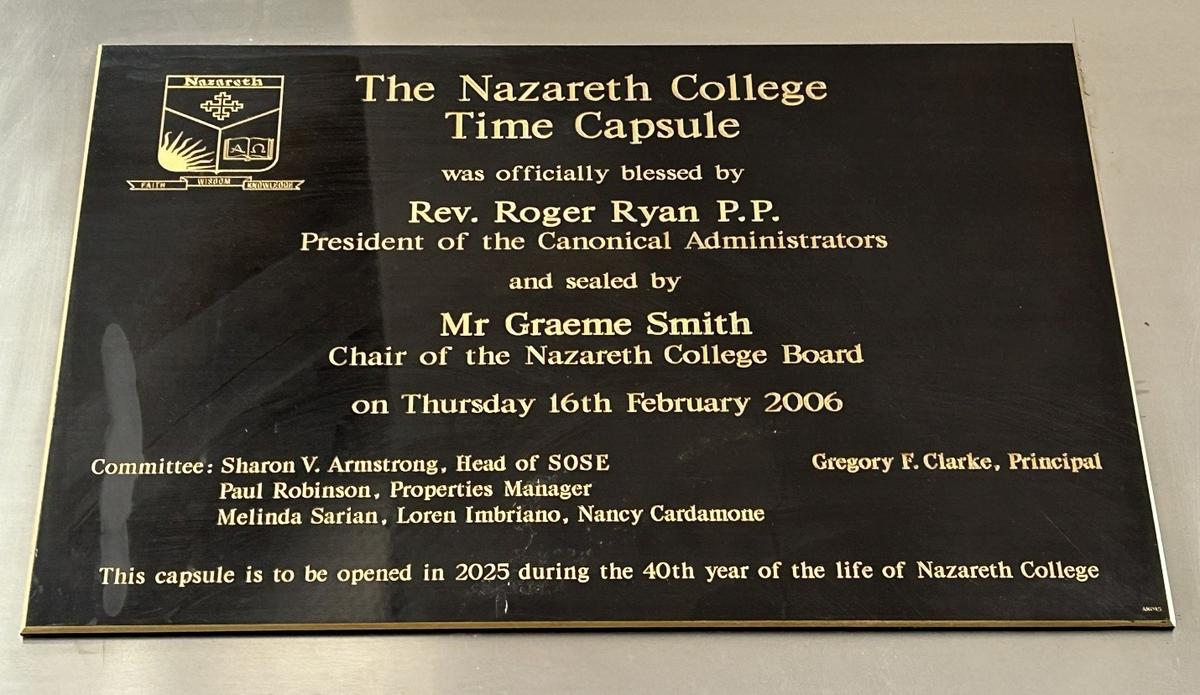 Nazareth
A Ω
FAITH WISDOM KNOWLEDGE
The Nazareth College
Time Capsule
was officially blessed by
Rev. Roger Ryan P.P.
President of the Canonical Administrators
and sealed by
Mr Graeme Smith
Chair of the Nazareth College Board
on Thursday 16th February 2006
Committee: Sharon V. Armstrong, Head of SOSE
Gregory F. Clarke, Principal
Paul Robinson, Properties Manager
Melinda Sarian, Loren Imbriano, Nancy Cardamone
This capsule is to be opened in 2025 during the 40th year of the life of Nazareth College